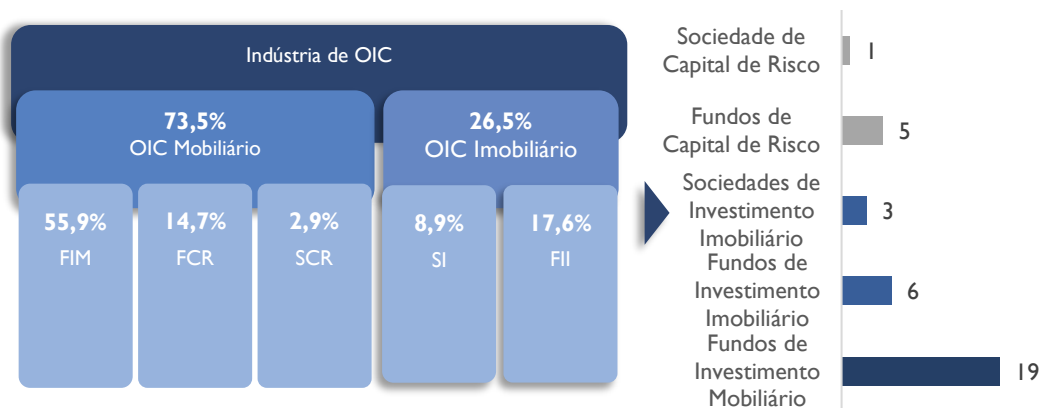 Indústria de OIC
73,5%
OIC Mobiliário
26,5%
OIC Imobiliário
55,9%
FIM
14,7%
FCR
2,9%
SCR
8,9%
SI
17,6%
FII
Sociedade de
Capital de Risco
1
Fundos de
Capital de Risco
5
Sociedades de
Investimento
Imobiliário
3
Fundos de
Investimento
Imobiliário
6
Fundos de
Investimento
Mobiliário
19